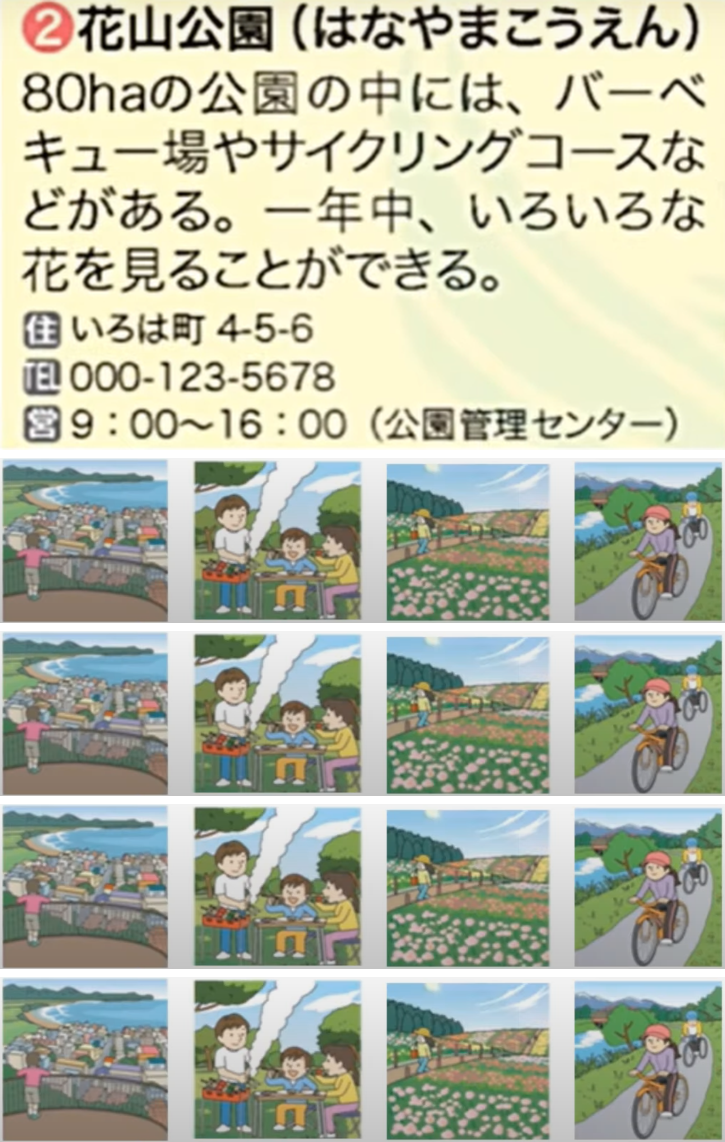 ②花山公園（はなやまこうえん）
80haの公園の中には、バーベ
キュー場やサイクリングコースな
どがある。一年中、いろいろな
花を見ることができる。
住 いろは町 4-5-6
TEL 000-123-5678
営 9：00〜16：00（公園管理センター）